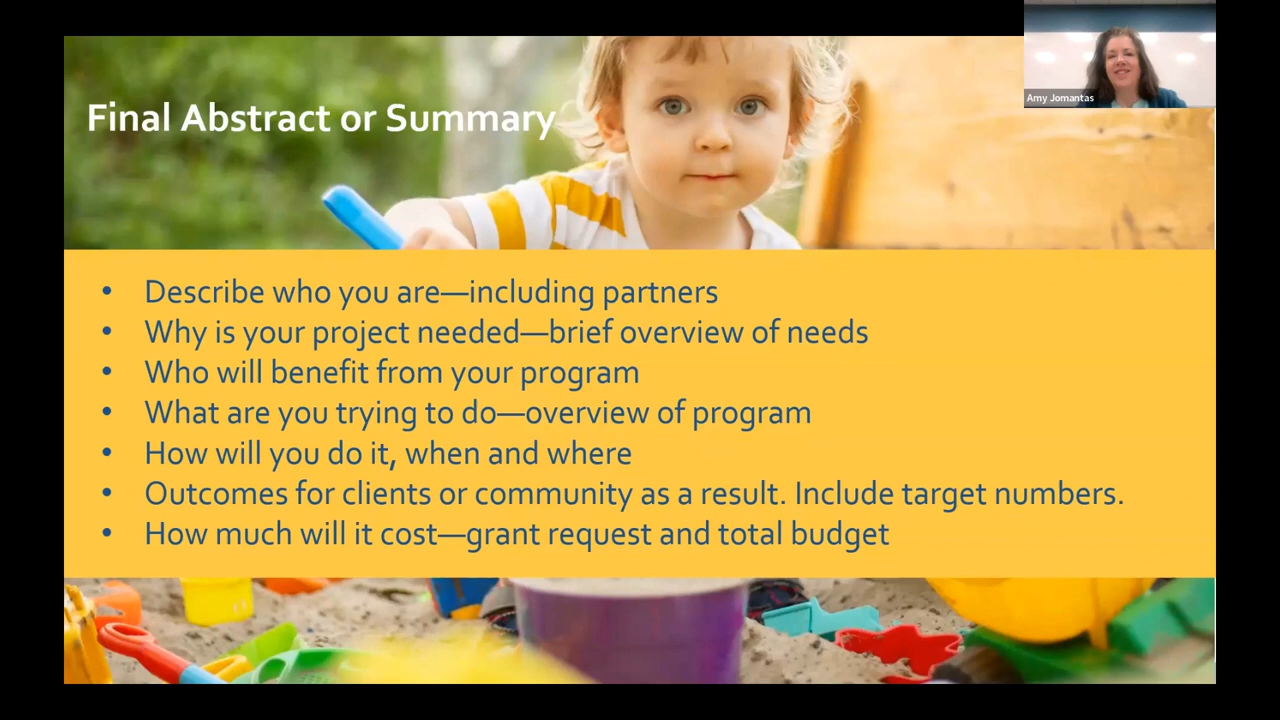 Amy Jomantas
Final Abstract or Summary
• Describe who you are—including partners
• Why is your project needed—brief overview of needs
• Who will benefit from your program
• What are you trying to do—overview of program
• How will you do it, when and where
• Outcomes for clients or community as a result. Include target numbers.
• How much will it cost—grant request and total budget